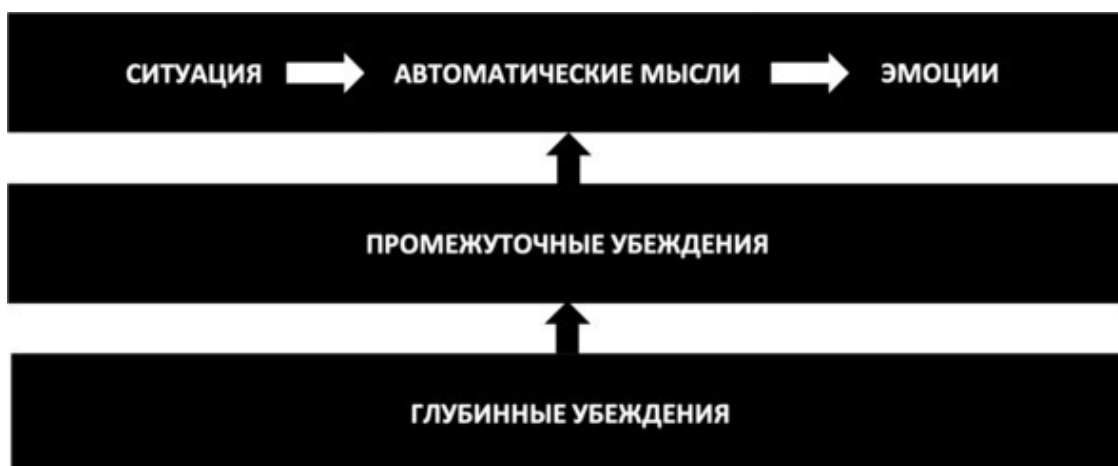 СИТУАЦИЯ АВТОМАТИЧЕСКИЕ МЫСЛИ ЭМОЦИИ
ПРОМЕЖУТОЧНЫЕ УБЕЖДЕНИЯ
ГЛУБИННЫЕ УБЕЖДЕНИЯ